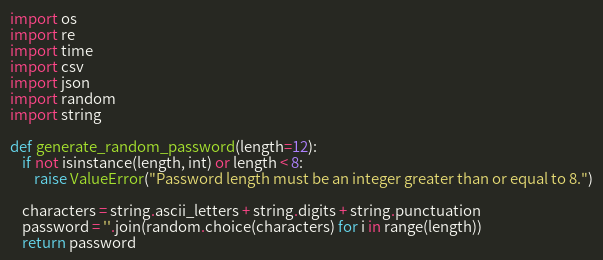 import os
import re
import time
import csv
import json
import random
import string

def generate_random_password(length=12):
    if not isinstance(length, int) or length < 8:
        raise ValueError("Password length must be an integer greater than or equal to 8.")

    characters = string.ascii_letters + string.digits + string.punctuation
    password = ''.join(random.choice(characters) for i in range(length))
    return password